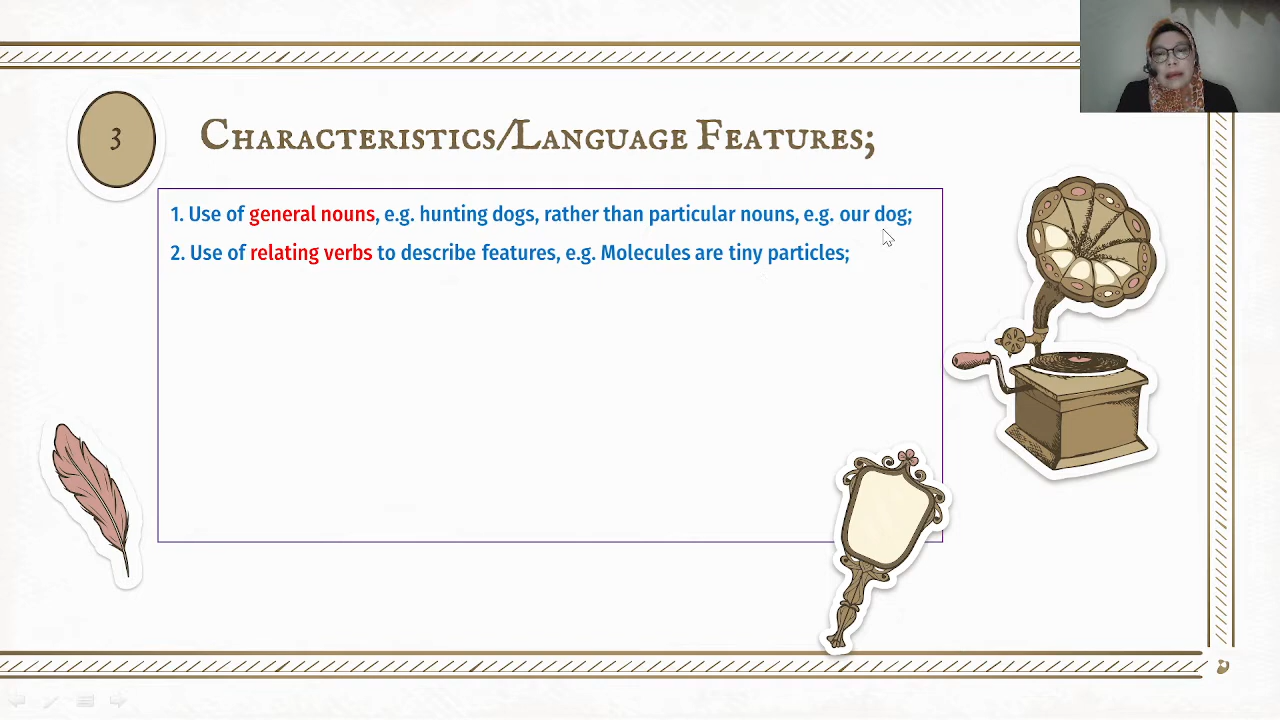 3
Characteristics/Language Features;
1. Use of general nouns, e.g. hunting dogs, rather than particular nouns, e.g. our dog;
2. Use of relating verbs to describe features, e.g. Molecules are tiny particles;